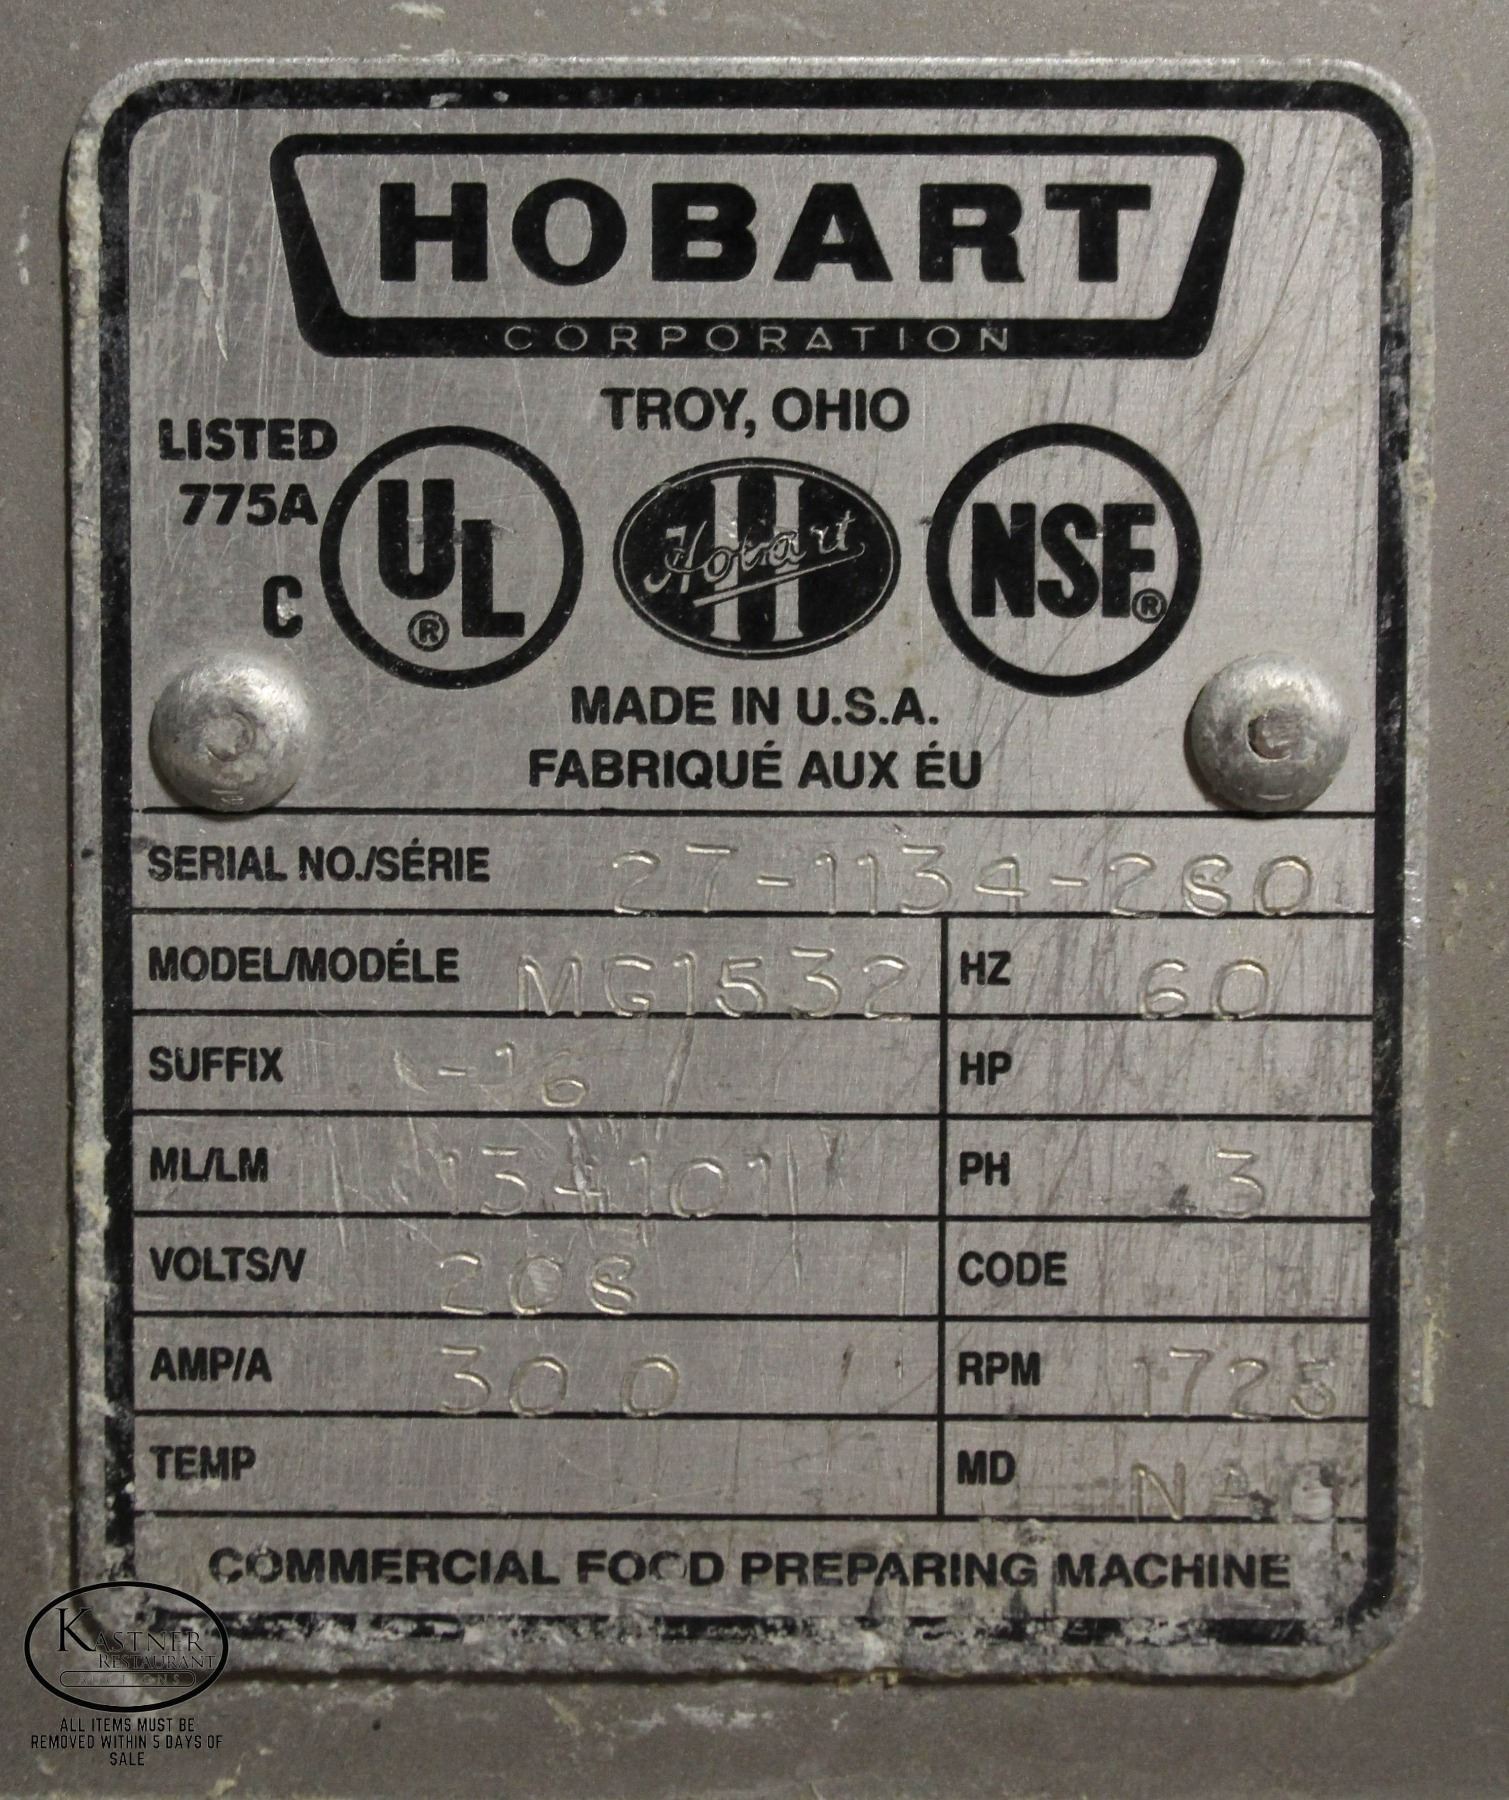 HOBART
CORPORATION
TROY, OHIO
LISTED
775A
C
UL
®
Hobart
NSF®
MADE IN U.S.A.
FABRIQUÉ AUX ÉU
SERIAL NO./SÉRIE 27-1134-280
MODEL/MODÉLE MG1532 HZ 60
SUFFIX -16 HP
ML/LM 134101 PH 3
VOLTS/V 208 CODE
AMP/A 30.0 RPM 1725
TEMP MD
COMMERCIAL FOOD PREPARING MACHINE
KASTNER
RESTAURANT
AUCTIONS
ALL ITEMS MUST BE
REMOVED WITHIN 5 DAYS OF
SALE